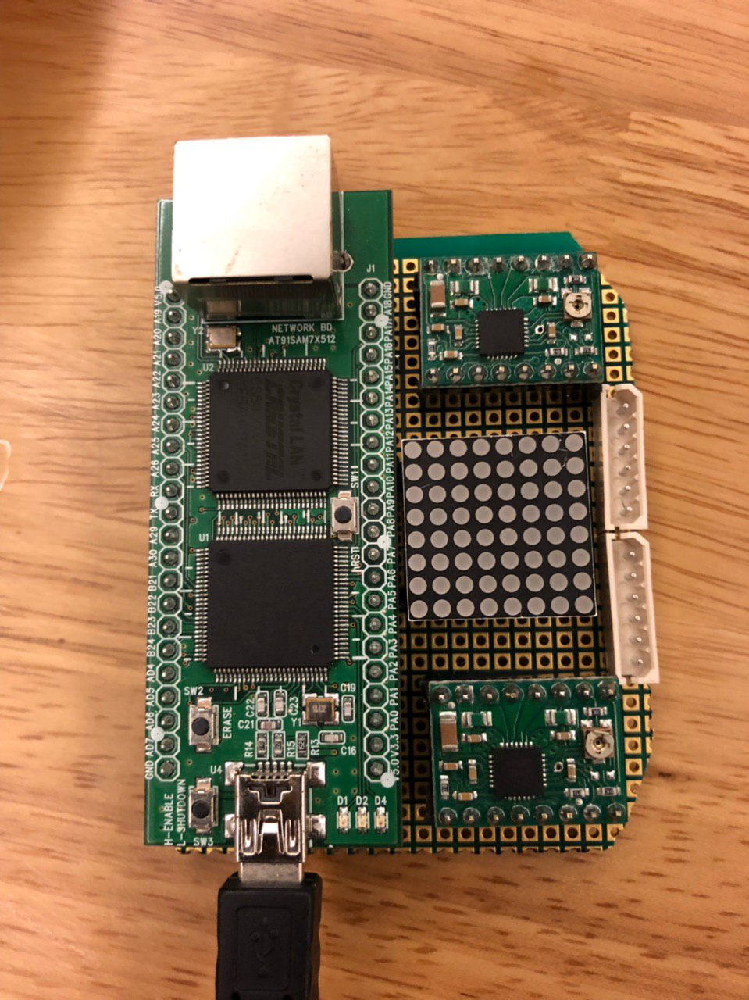 J1
NETWORK BD
AT91SAM7X512
Y2
U2
Crystal LAN
CIRRUS
SW1
U1
NRST
V5
A19
A20
A21
A22
A23
A24
A25
A26
RX
TX
A29
A30
B21
B22
B23
B24
AD4
AD5
AD6
AD7
GND
GND
PA18
PA17
PA16
PA15
PA14
PA13
PA12
PA11
PA10
PA9
PA8
PA7
PA6
PA5
PA4
PA3
PA2
PA1
PA0
V3.3
5.0
SW2
ERASE
C22
C23
C21
Y1
C19
R14
R15
R13
C16
U4
D1 D2 D4
H-ENABLE
L-SHUTDOWN
SW3